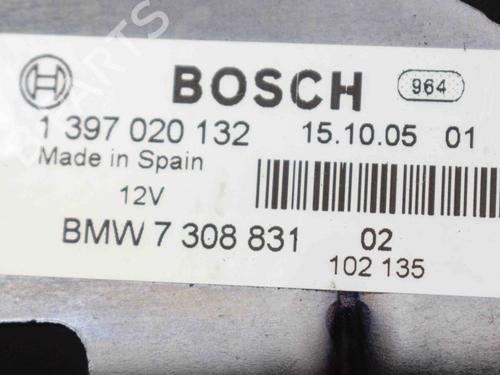 BOSCH 964
1 397 020 132 15.10.05 01
Made in Spain
12V
BMW 7 308 831 02
102 135